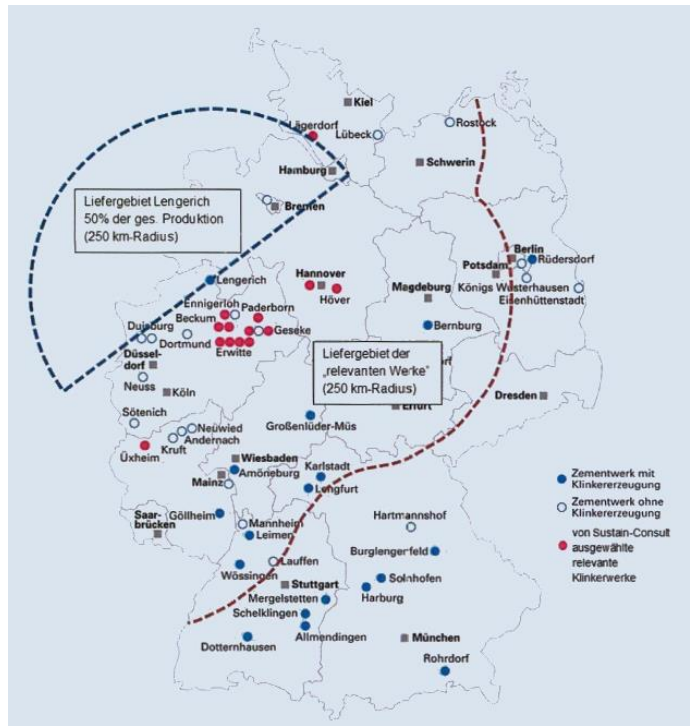 Kiel
Lägerdorf
Lübeck
Rostock
Hamburg
Schwerin
Liefergebiet Lengerich
50% der ges. Produktion
(250 km-Radius)
Bremen
Berlin
Potsdam
Rüdersdorf
Königs Wusterhausen
Eisenhüttenstadt
Lengerich
Hannover
Höver
Magdeburg
Ennigerloh
Paderborn
Beckum
Geseke
Bernburg
Duisburg
Dortmund
Erwitte
Liefergebiet der
„relevanten Werke"
(250 km-Radius)
Düssel-
dorf
Neuss
Köln
Erfurt
Dresden
Großenlüder-Müs
Sötenich
Neuwied
Andernach
Kruft
Üxheim
Wiesbaden
Amöneburg
Mainz
Karlstadt
Lengfurt
Zementwerk mit
Klinkererzeugung
Zementwerk ohne
Klinkererzeugung
von Sustain-Consult
ausgewählte
relevante
Klinkerwerke
Saar-
brücken
Göllheim
Mannheim
Leimen
Hartmannshof
Burglengenfeld
Wössingen
Lauffen
Stuttgart
Solnhofen
Harburg
Mergelstetten
Schelklingen
Allmendingen
Dotternhausen
München
Rohrdorf